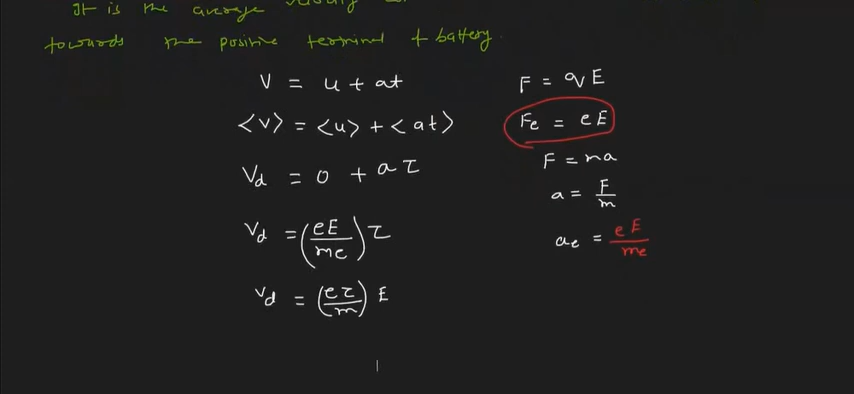 It is the average
towards the positive terminal of battery.
V = u + at
<v> = <u> + <at>
Vd = 0 + aτ
Vd = (eE/me)τ
Vd = (eτ/m) E
F = qE
Fe = eE
F = ma
a = F/m
ae = eE/me